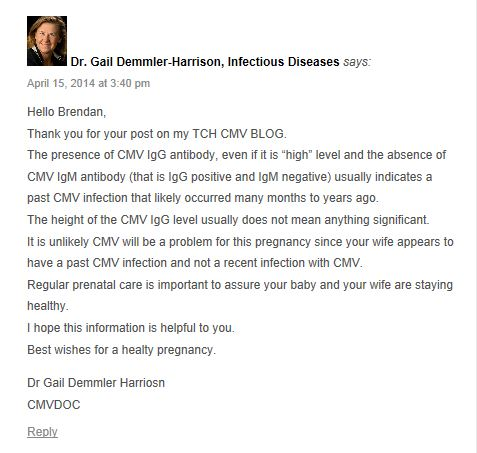 Dr. Gail Demmler-Harrison, Infectious Diseases says:
April 15, 2014 at 3:40 pm
Hello Brendan,
Thank you for your post on my TCH CMV BLOG.
The presence of CMV IgG antibody, even if it is “high” level and the absence of
CMV IgM antibody (that is IgG positive and IgM negative) usually indicates a
past CMV infection that likely occurred many months to years ago.
The height of the CMV IgG level usually does not mean anything significant.
It is unlikely CMV will be a problem for this pregnancy since your wife appears to
have a past CMV infection and not a recent infection with CMV.
Regular prenatal care is important to assure your baby and your wife are staying
healthy.
I hope this information is helpful to you.
Best wishes for a healty pregnancy.
Dr Gail Demmler Harriosn
CMVDOC
Reply